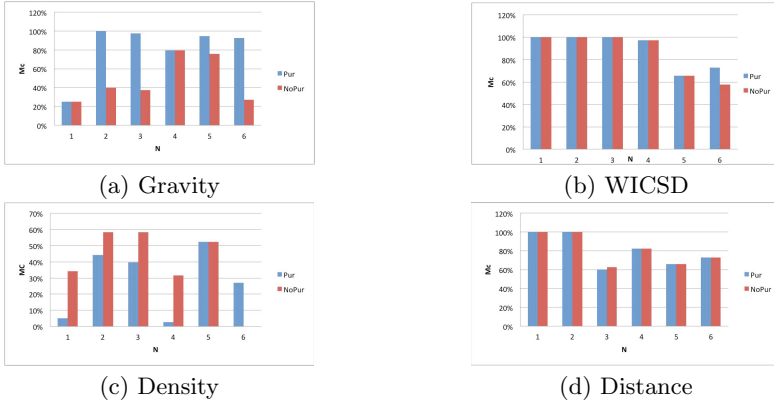 120%
100%
80%
60%
40%
20%
0%
Mc
1 2 3 4 5 6
N
Pur
NoPur
(a) Gravity
120%
100%
80%
60%
40%
20%
0%
Mc
1 2 3 N 4 5 6
Pur
NoPur
(b) WICSD
70%
60%
50%
40%
30%
20%
10%
0%
MC
1 2 3 4 5 6
N
Pur
NoPur
(c) Density
120%
100%
80%
60%
40%
20%
0%
Mc
1 2 3 4 5 6
N
Pur
NoPur
(d) Distance